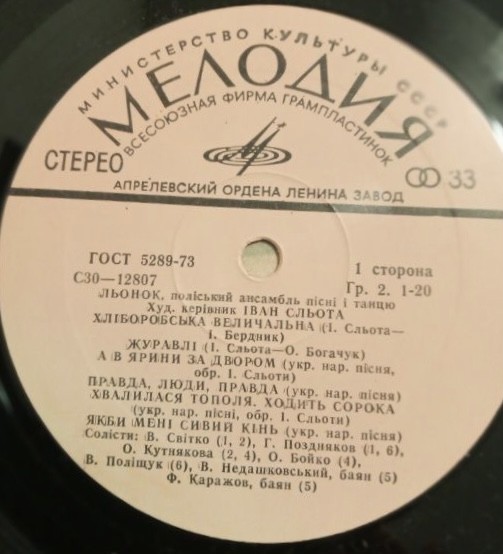 МИНИСТЕРСТВО КУЛЬТУРЫ СССР
МЕЛОДИЯ
ВСЕСОЮЗНАЯ ФИРМА ГРАМПЛАСТИНОК
СТЕРЕО
33
АПРЕЛЕВСКИЙ ОРДЕНА ЛЕНИНА ЗАВОД
ГОСТ 5289-73
1 сторона
С30—12807
Гр. 2. 1-20
ЛЬОНОК, поліський ансамбль пісні і танцю
Худ. керівник ІВАН СЛЬОТА
ХЛІБОРОБСЬКА ВЕЛИЧАЛЬНА (І. Сльота—
І. Бердник)
ЖУРАВЛІ (І. Сльота—О. Богачук)
А В ЯРИНИ ЗА ДВОРОМ (укр. нар. пісня,
обр. І. Сльоти)
ПРАВДА, ЛЮДИ, ПРАВДА (укр. нар. пісня)
ХВАЛИЛАСЯ ТОПОЛЯ. ХОДИТЬ СОРОКА
(укр. нар. пісні, обр. І. Сльоти)
ЯКБИ МЕНІ СИВИЙ КІНЬ (укр. нар. пісня)
Солісти: В. Світко (1, 2), Г. Поздняков (1, 6),
О. Кутнякова (2, 4), О. Бойко (4),
В. Поліщук (6), В. Недашковський, баян (5)
Ф. Каражов, баян (5)